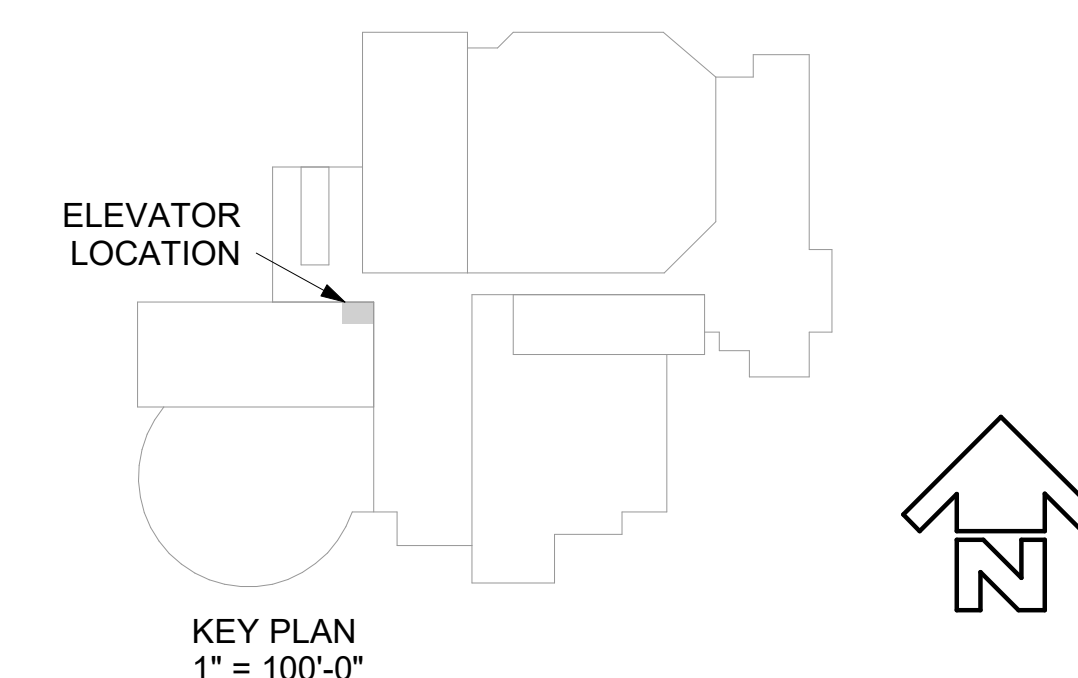 ELEVATOR
LOCATION
KEY PLAN
1" = 100'-0"
N